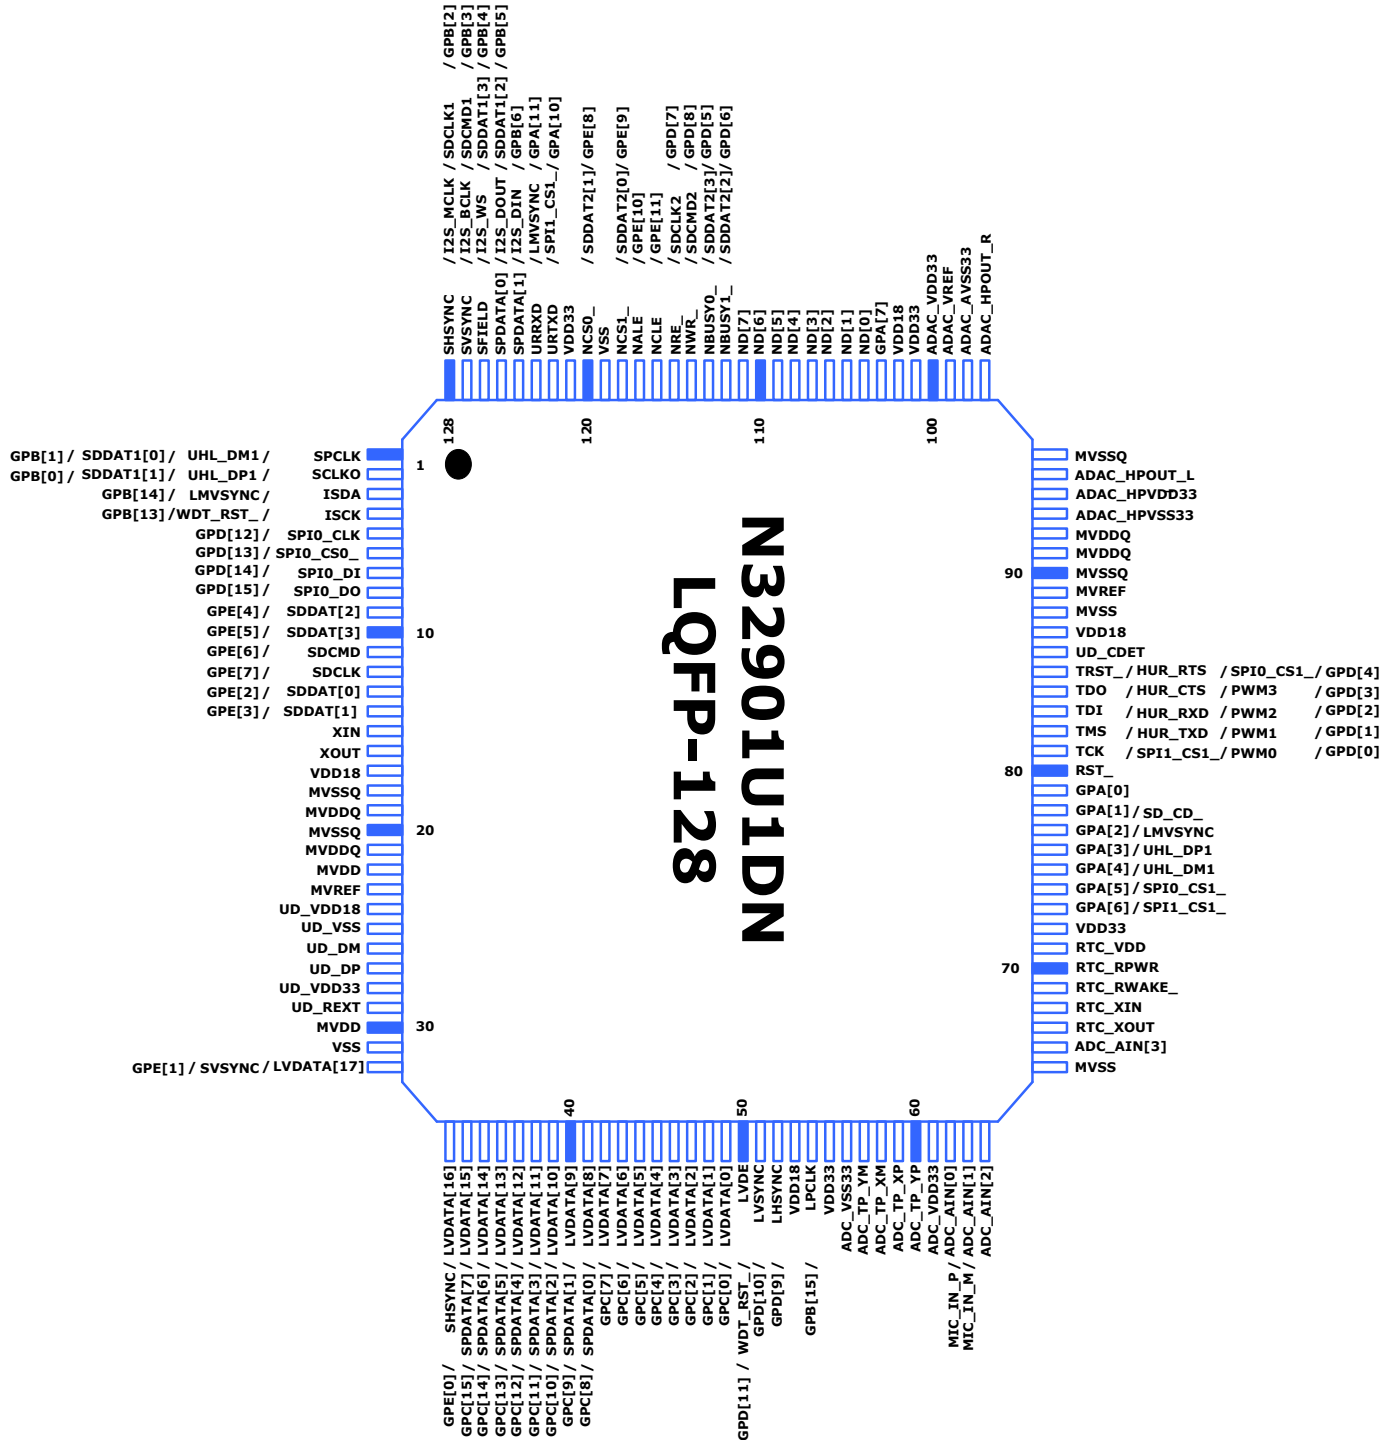 SHSYNC / I2S_MCLK / SDCLK1 / GPB[2]
SVSYNC / I2S_BCLK / SDCMD1 / GPB[3]
SFIELD / I2S_WS / SDDAT1[3] / GPB[4]
SPDATA[0] / I2S_DOUT / SDDAT1[2] / GPB[5]
SPDATA[1] / I2S_DIN / GPB[6]
URRXD / LMVSYNC / GPA[11]
URTXD / SPI1_CS1_ / GPA[10]
VDD33
NCS0_ / SDDAT2[1] / GPE[8]
VSS
NCS1_ / SDDAT2[0] / GPE[9]
NALE / GPE[10]
NCLE / GPE[11]
NRE_ / SDCLK2 / GPD[7]
NWR_ / SDCMD2 / GPD[8]
NBUSY0_ / SDDAT2[3] / GPD[5]
NBUSY1_ / SDDAT2[2] / GPD[6]
ND[7]
ND[6]
ND[5]
ND[4]
ND[3]
ND[2]
ND[1]
ND[0]
GPA[7]
VDD18
VDD33
ADAC_VDD33
ADAC_VREF
ADAC_AVSS33
ADAC_HPOUT_R
128
120
110
100
GPB[1] / SDDAT1[0] / UHL_DM1 / SPCLK
GPB[0] / SDDAT1[1] / UHL_DP1 / SCLKO
GPB[14] / LMVSYNC / ISDA
GPB[13] / WDT_RST_ / ISCK
GPD[12] / SPI0_CLK
GPD[13] / SPI0_CS0_
GPD[14] / SPI0_DI
GPD[15] / SPI0_DO
GPE[4] / SDDAT[2]
GPE[5] / SDDAT[3]
GPE[6] / SDCMD
GPE[7] / SDCLK
GPE[2] / SDDAT[0]
GPE[3] / SDDAT[1]
XIN
XOUT
VDD18
MVSSQ
MVDDQ
MVSSQ
MVDDQ
MVDD
MVREF
UD_VDD18
UD_VSS
UD_DM
UD_DP
UD_VDD33
UD_REXT
MVDD
VSS
GPE[1] / SVSYNC / LVDATA[17]
1
10
20
30
N32901U1DN
LQFP-128
90
80
70
MVSSQ
ADAC_HPOUT_L
ADAC_HPVDD33
ADAC_HPVSS33
MVDDQ
MVDDQ
MVSSQ
MVREF
MVSS
VDD18
UD_CDET
TRST_ / HUR_RTS / SPI0_CS1_ / GPD[4]
TDO / HUR_CTS / PWM3 / GPD[3]
TDI / HUR_RXD / PWM2 / GPD[2]
TMS / HUR_TXD / PWM1 / GPD[1]
TCK / SPI1_CS1_ / PWM0 / GPD[0]
RST_
GPA[0]
GPA[1] / SD_CD_
GPA[2] / LMVSYNC
GPA[3] / UHL_DP1
GPA[4] / UHL_DM1
GPA[5] / SPI0_CS1_
GPA[6] / SPI1_CS1_
VDD33
RTC_VDD
RTC_RPWR
RTC_RWAKE_
RTC_XIN
RTC_XOUT
ADC_AIN[3]
MVSS
40
50
60
GPE[0] / SHSYNC / LVDATA[16]
GPC[15] / SPDATA[7] / LVDATA[15]
GPC[14] / SPDATA[6] / LVDATA[14]
GPC[13] / SPDATA[5] / LVDATA[13]
GPC[12] / SPDATA[4] / LVDATA[12]
GPC[11] / SPDATA[3] / LVDATA[11]
GPC[10] / SPDATA[2] / LVDATA[10]
GPC[9] / SPDATA[1] / LVDATA[9]
GPC[8] / SPDATA[0] / LVDATA[8]
GPC[7] / LVDATA[7]
GPC[6] / LVDATA[6]
GPC[5] / LVDATA[5]
GPC[4] / LVDATA[4]
GPC[3] / LVDATA[3]
GPC[2] / LVDATA[2]
GPC[1] / LVDATA[1]
GPC[0] / LVDATA[0]
GPD[11] / WDT_RST_ / LVDE
GPD[10] / LVSYNC
GPD[9] / LHSYNC
VDD18
GPB[15] / LPCLK
VDD33
ADC_VSS33
ADC_TP_YM
ADC_TP_XM
ADC_TP_XP
ADC_TP_YP
ADC_VDD33
MIC_IN_P / ADC_AIN[0]
MIC_IN_M / ADC_AIN[1]
ADC_AIN[2]